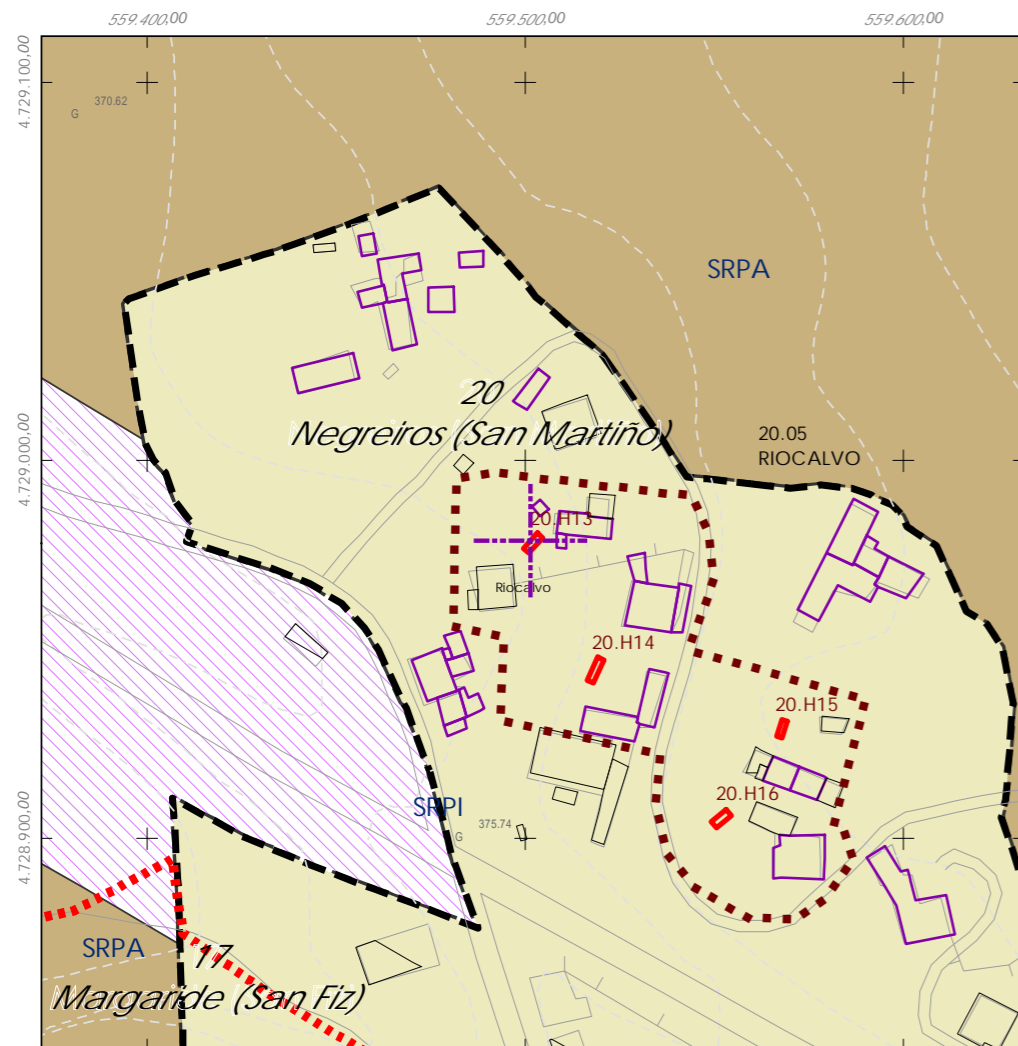 559.400,00
559.500,00
559.600,00
4.729.100,00
370.62
G
SRPA
20
Negreiros (San Martiño)
20.05
RIOCALVO
4.729.000,00
20.H13
Riocalvo
20.H14
20.H15
20.H16
SRPI
375.74
G
4.728.900,00
SRPA
17
Margaride (San Fiz)